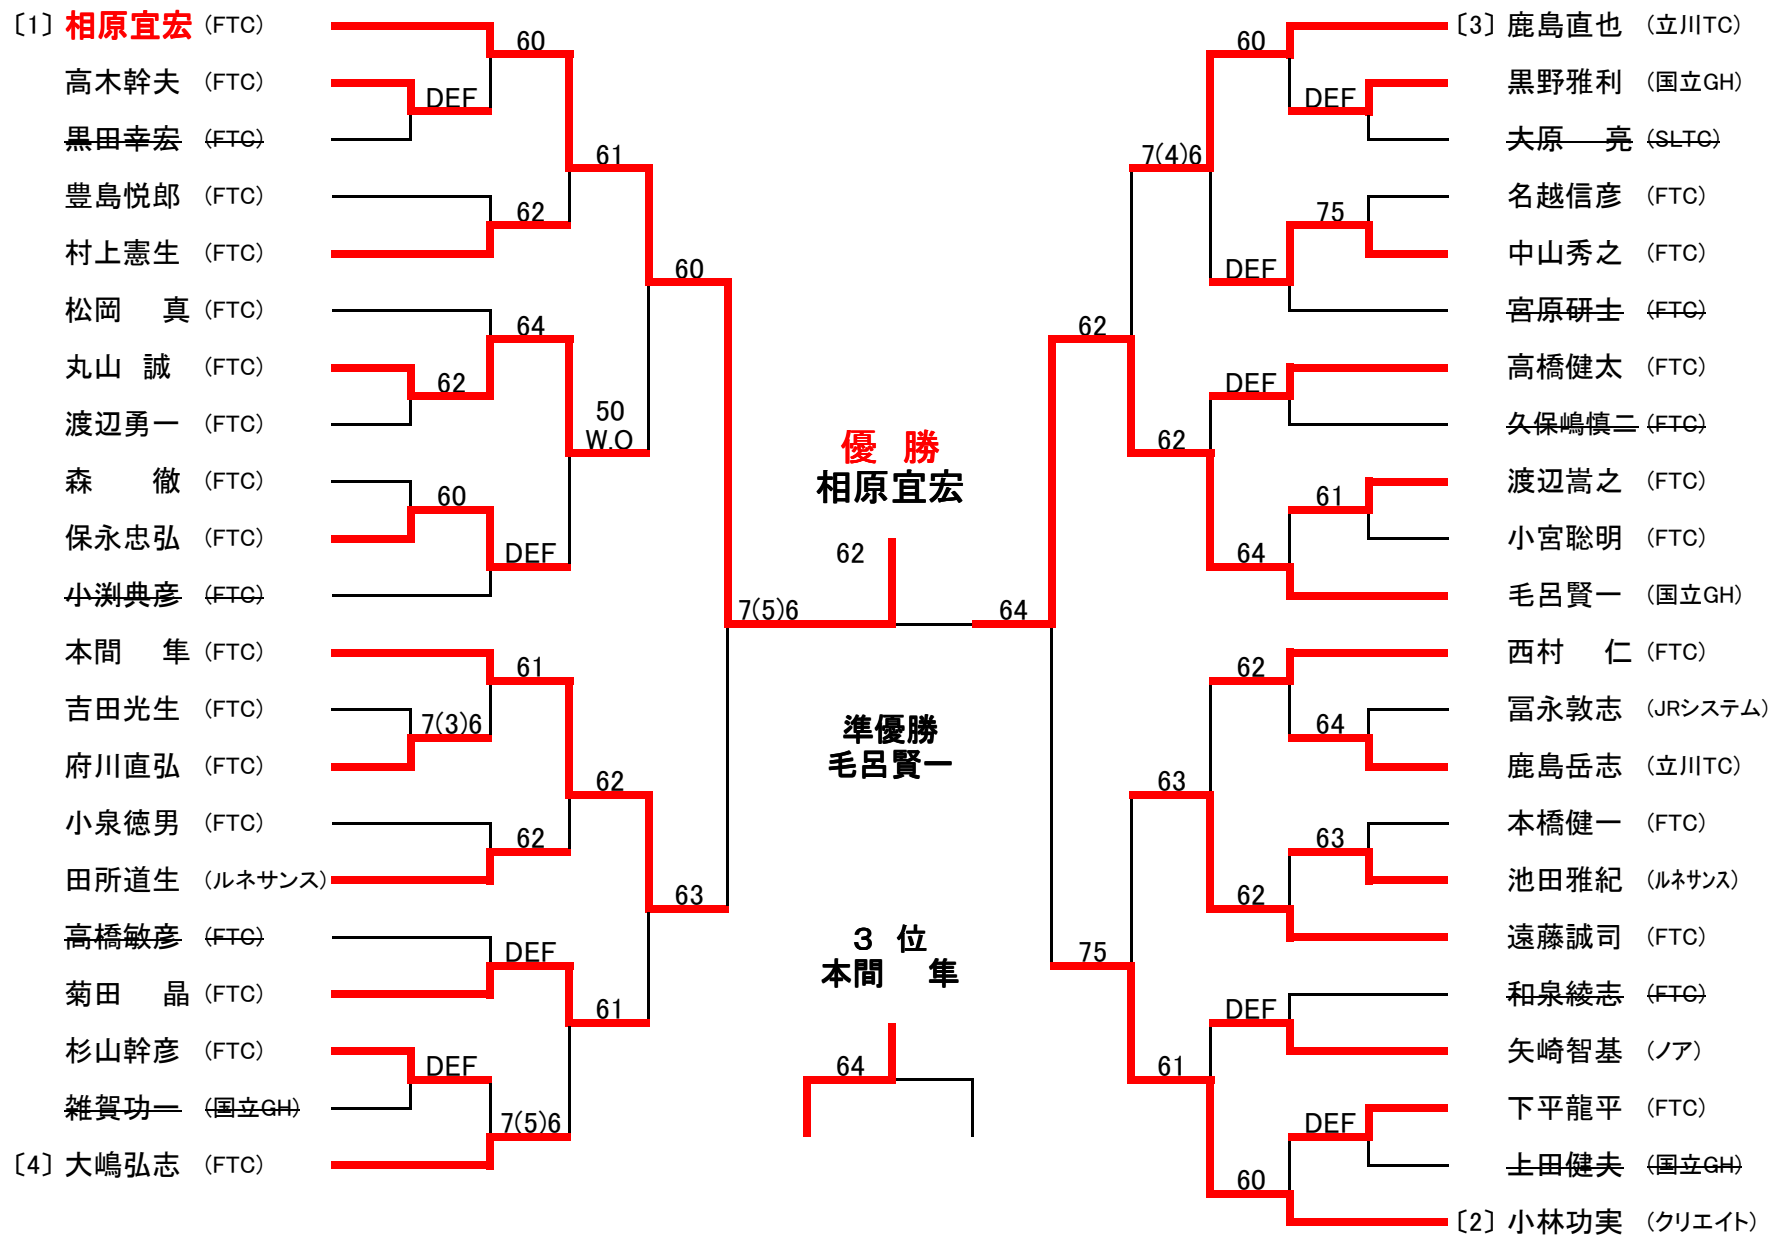 〔1〕 相原宜宏 (FTC)
高木幹夫 (FTC)
黒田幸宏 (FTC)
豊島悦郎 (FTC)
村上憲生 (FTC)
松岡　真 (FTC)
丸山 誠 (FTC)
渡辺勇一 (FTC)
森　徹 (FTC)
保永忠弘 (FTC)
小渕典彦 (FTC)
本間　隼 (FTC)
吉田光生 (FTC)
府川直弘 (FTC)
小泉徳男 (FTC)
田所道生 (ルネサンス)
高橋敏彦 (FTC)
菊田　晶 (FTC)
杉山幹彦 (FTC)
雑賀功一 (国立GH)
〔4〕 大嶋弘志 (FTC)
DEF
62
60
7(3)6
DEF
60
62
64
DEF
61
62
DEF
7(5)6
61
50
W.O
62
61
60
63
7(5)6
優 勝
相原宜宏
62
準優勝
毛呂賢一
3 位
本間　隼
64
64
62
75
7(4)6
62
63
61
60
DEF
DEF
64
62
62
DEF
60
DEF
75
61
64
63
DEF
〔3〕 鹿島直也 (立川TC)
黒野雅利 (国立GH)
大原　亮 (SLTC)
名越信彦 (FTC)
中山秀之 (FTC)
宮原研士 (FTC)
高橋健太 (FTC)
久保嶋慎二 (FTC)
渡辺嵩之 (FTC)
小宮聡明 (FTC)
毛呂賢一 (国立GH)
西村　仁 (FTC)
冨永敦志 (JRシステム)
鹿島岳志 (立川TC)
本橋健一 (FTC)
池田雅紀 (ルネサンス)
遠藤誠司 (FTC)
和泉綾志 (FTC)
矢崎智基 (ノア)
下平龍平 (FTC)
上田健夫 (国立GH)
〔2〕 小林功実 (クリエイト)